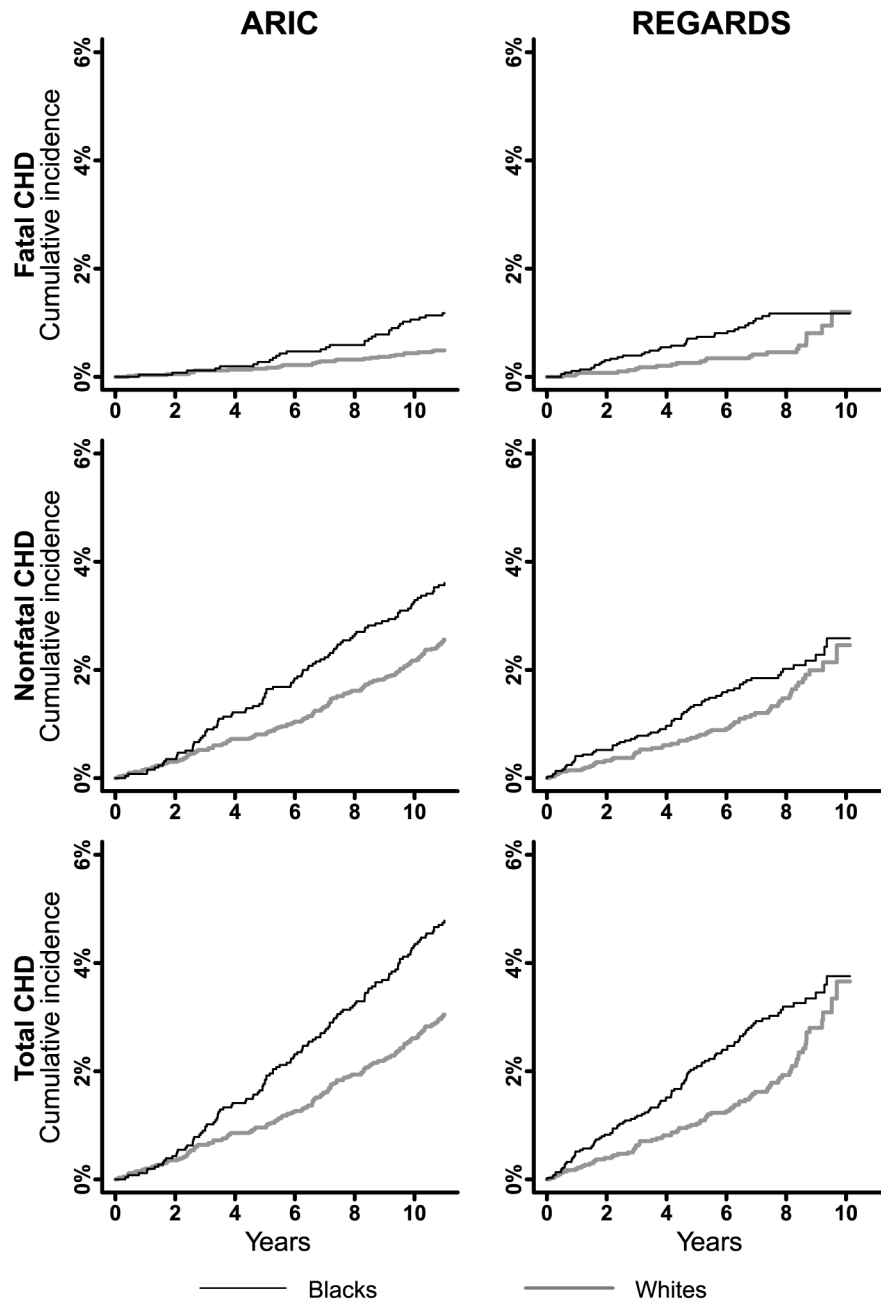 ARIC
REGARDS
Fatal CHD
Cumulative incidence
6%
4%
2%
0%
0 2 4 6 8 10
6%
4%
2%
0%
0 2 4 6 8 10
Nonfatal CHD
Cumulative incidence
6%
4%
2%
0%
0 2 4 6 8 10
6%
4%
2%
0%
0 2 4 6 8 10
Total CHD
Cumulative incidence
6%
4%
2%
0%
0 2 4 6 8 10
Years
6%
4%
2%
0%
0 2 4 6 8 10
Years
Blacks
Whites